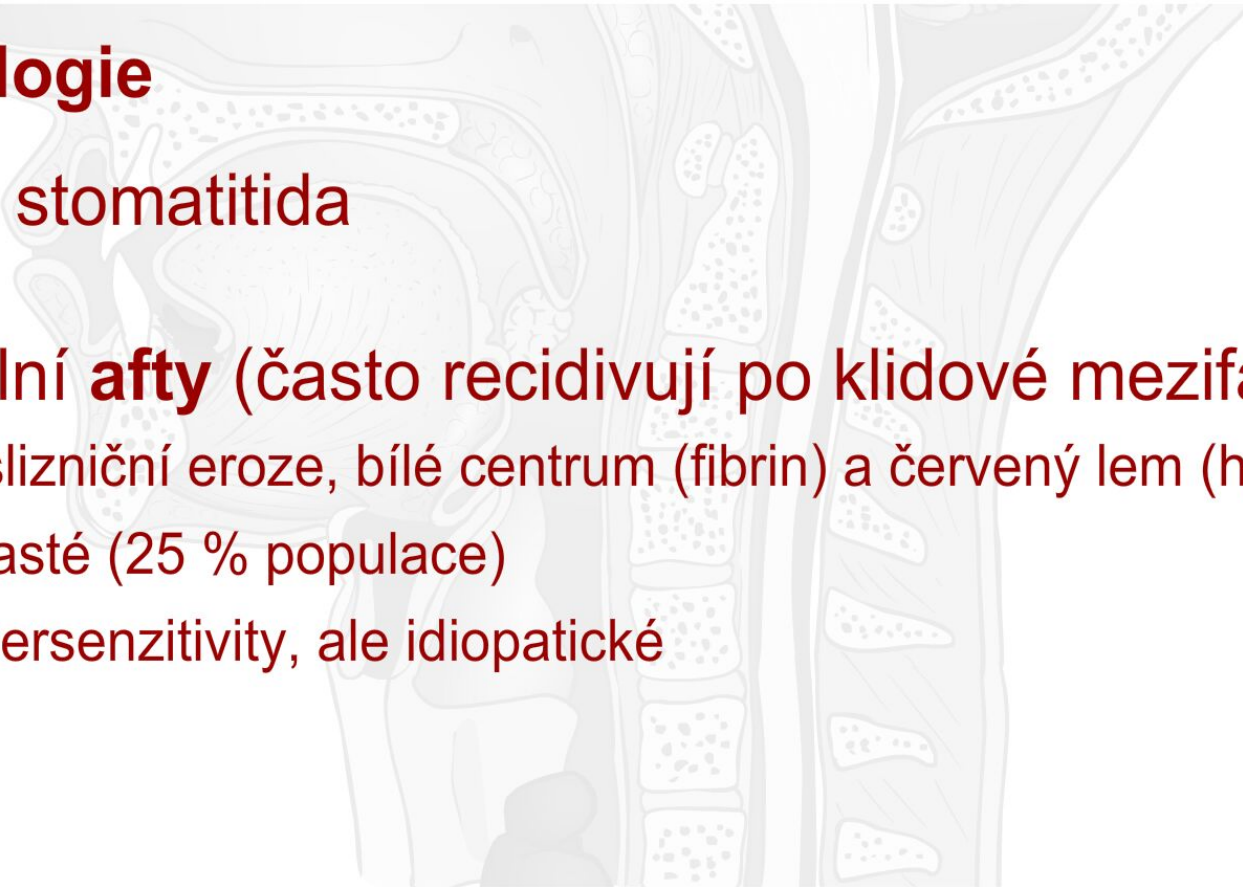 logie
stomatitida
lní afty (často recidivují po klidové mezifá
slizniční eroze, bílé centrum (fibrin) a červený lem (h
asté (25 % populace)
ersenzitivity, ale idiopatické